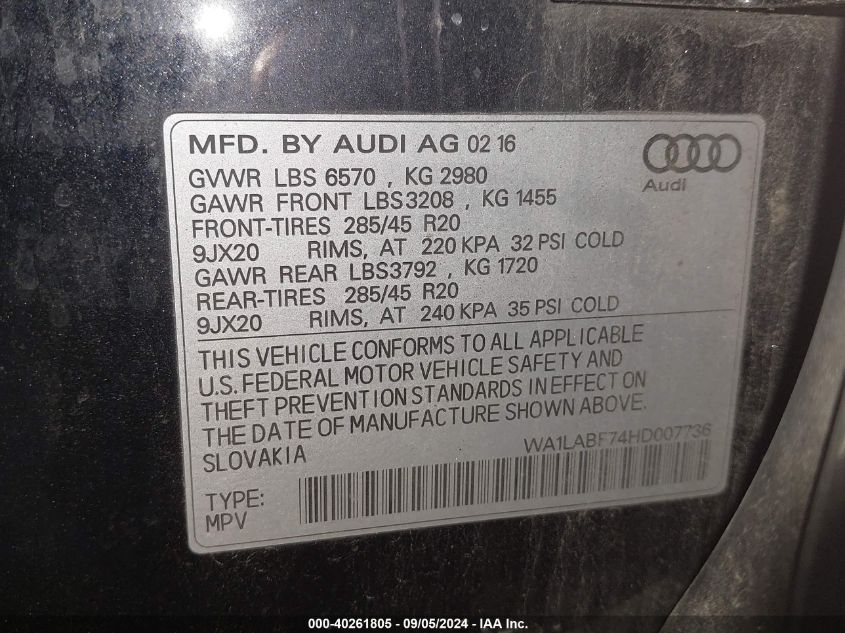 MFD. BY AUDI AG 02 16
Audi
GVWR LBS 6570 , KG 2980
GAWR FRONT LBS3208 , KG 1455
FRONT-TIRES 285/45 R20
9JX20 RIMS, AT 220 KPA 32 PSI COLD
GAWR REAR LBS3792 , KG 1720
REAR-TIRES 285/45 R20
9JX20 RIMS, AT 240 KPA 35 PSI COLD
THIS VEHICLE CONFORMS TO ALL APPLICABLE
U.S. FEDERAL MOTOR VEHICLE SAFETY AND
THEFT PREVENTION STANDARDS IN EFFECT ON
THE DATE OF MANUFACTURE SHOWN ABOVE.
SLOVAKIA
WA1LABF74HD007736
TYPE:
MPV
000-40261805 - 09/05/2024 - IAA Inc.